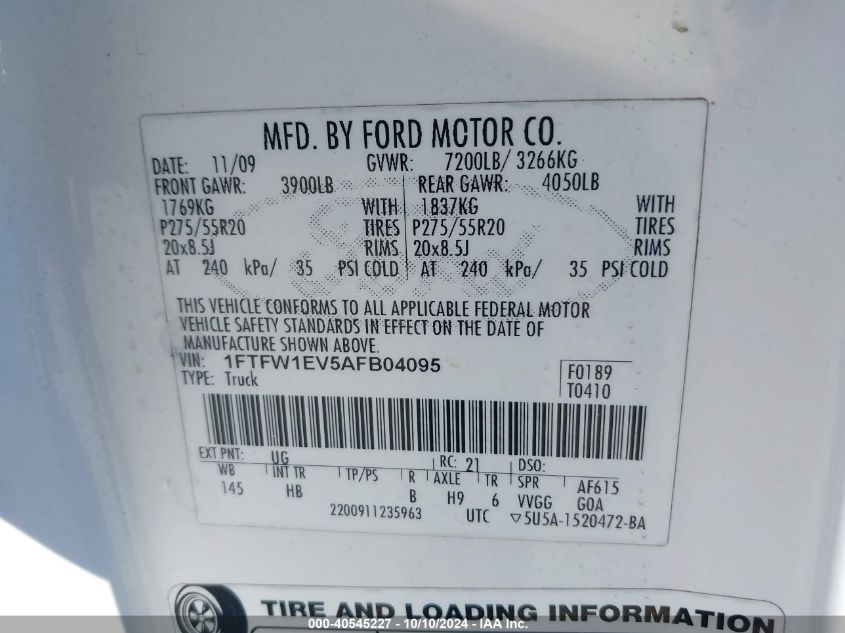 MFD. BY FORD MOTOR CO.
DATE: 11/09 GVWR: 7200LB/ 3266KG
FRONT GAWR: 3900LB REAR GAWR: 4050LB
1769KG WITH 1837KG WITH
P275/55R20 TIRES P275/55R20 TIRES
20x8.5J RIMS 20x8.5J RIMS
AT 240 kPa/ 35 PSI COLD AT 240 kPa/ 35 PSI COLD
THIS VEHICLE CONFORMS TO ALL APPLICABLE FEDERAL MOTOR
VEHICLE SAFETY STANDARDS IN EFFECT ON THE DATE OF
MANUFACTURE SHOWN ABOVE.
VIN: 1FTFW1EV5AFB04095
TYPE: Truck
F0189
T0410
EXT PNT: UG RC: 21 DSO:
WB INT TR TP/PS R AXLE TR SPR AF615
145 HB B H9 6 VVGG GOA
2200911235963 UTC ▽5U5A-1520472-BA
TIRE AND LOADING INFORMATION
000-40545227 - 10/10/2024 - IAA Inc.